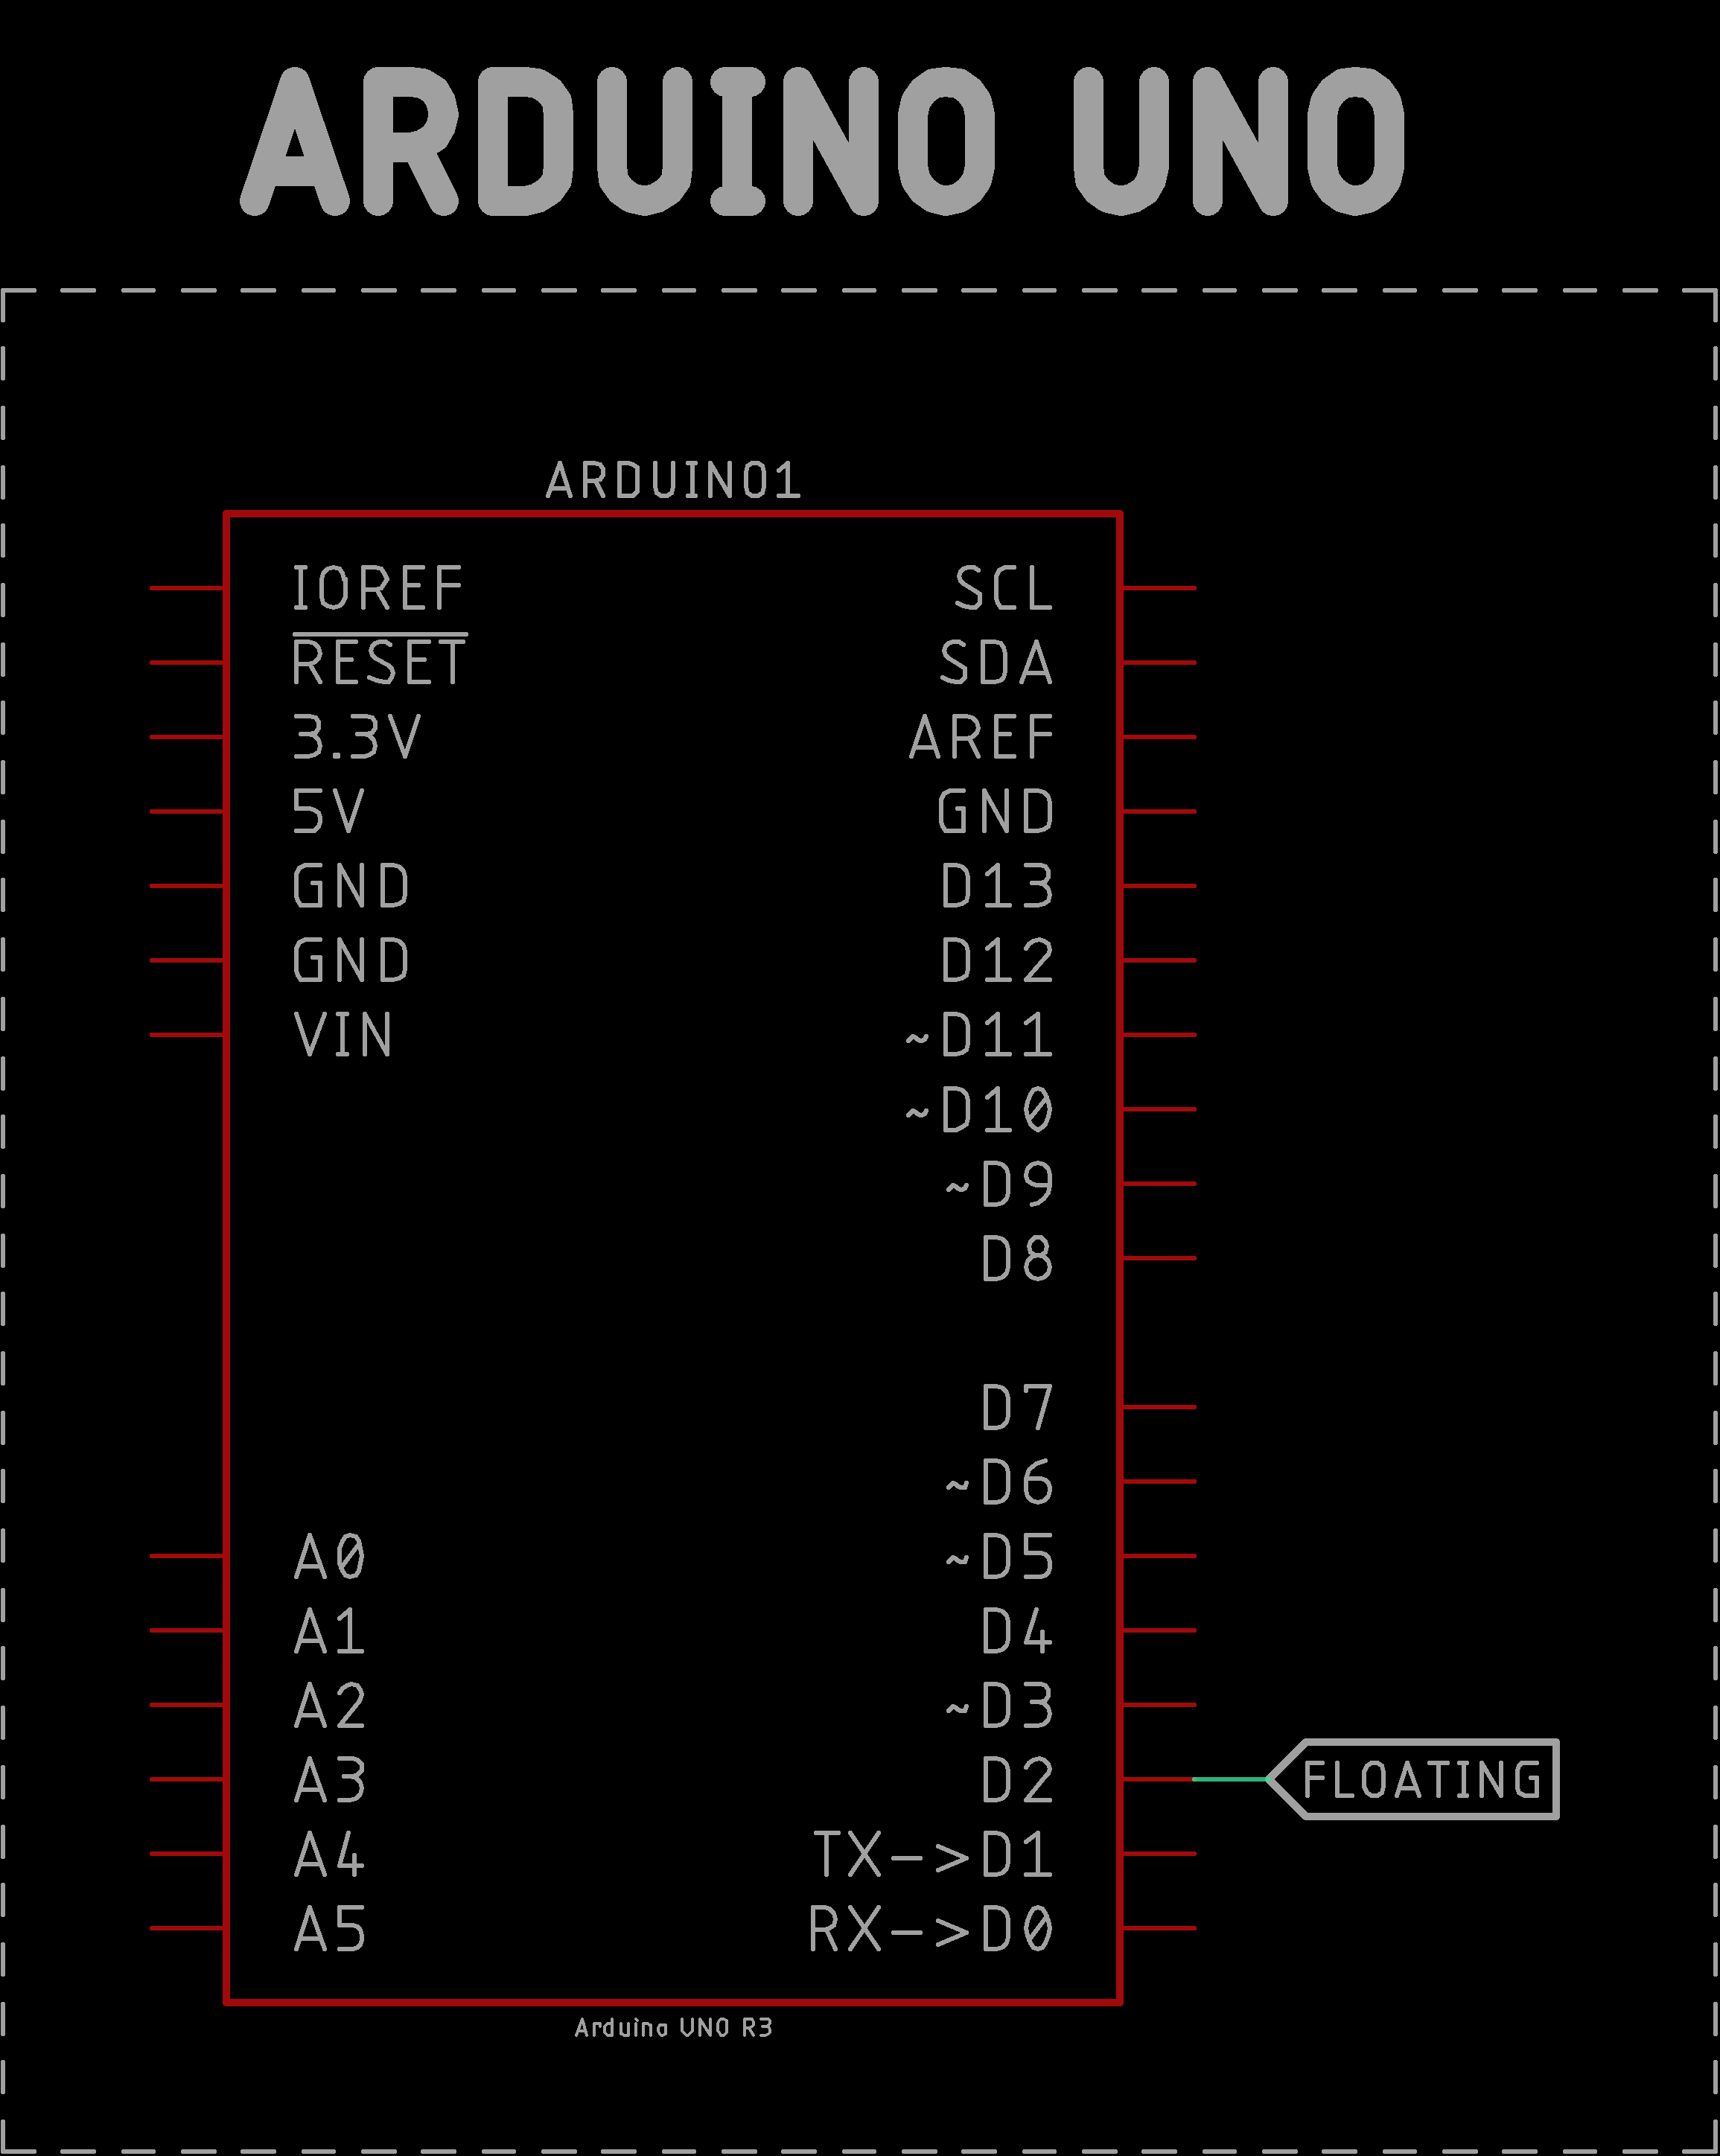 ARDUINO UNO
ARDUINO1
IOREF SCL
RESET SDA
3.3V AREF
5V GND
GND D13
GND D12
VIN ~D11
~D10
~D9
D8
D7
~D6
A0 ~D5
A1 D4
A2 ~D3
A3 D2 FLOATING
A4 TX->D1
A5 RX->D0
Arduino UNO R3